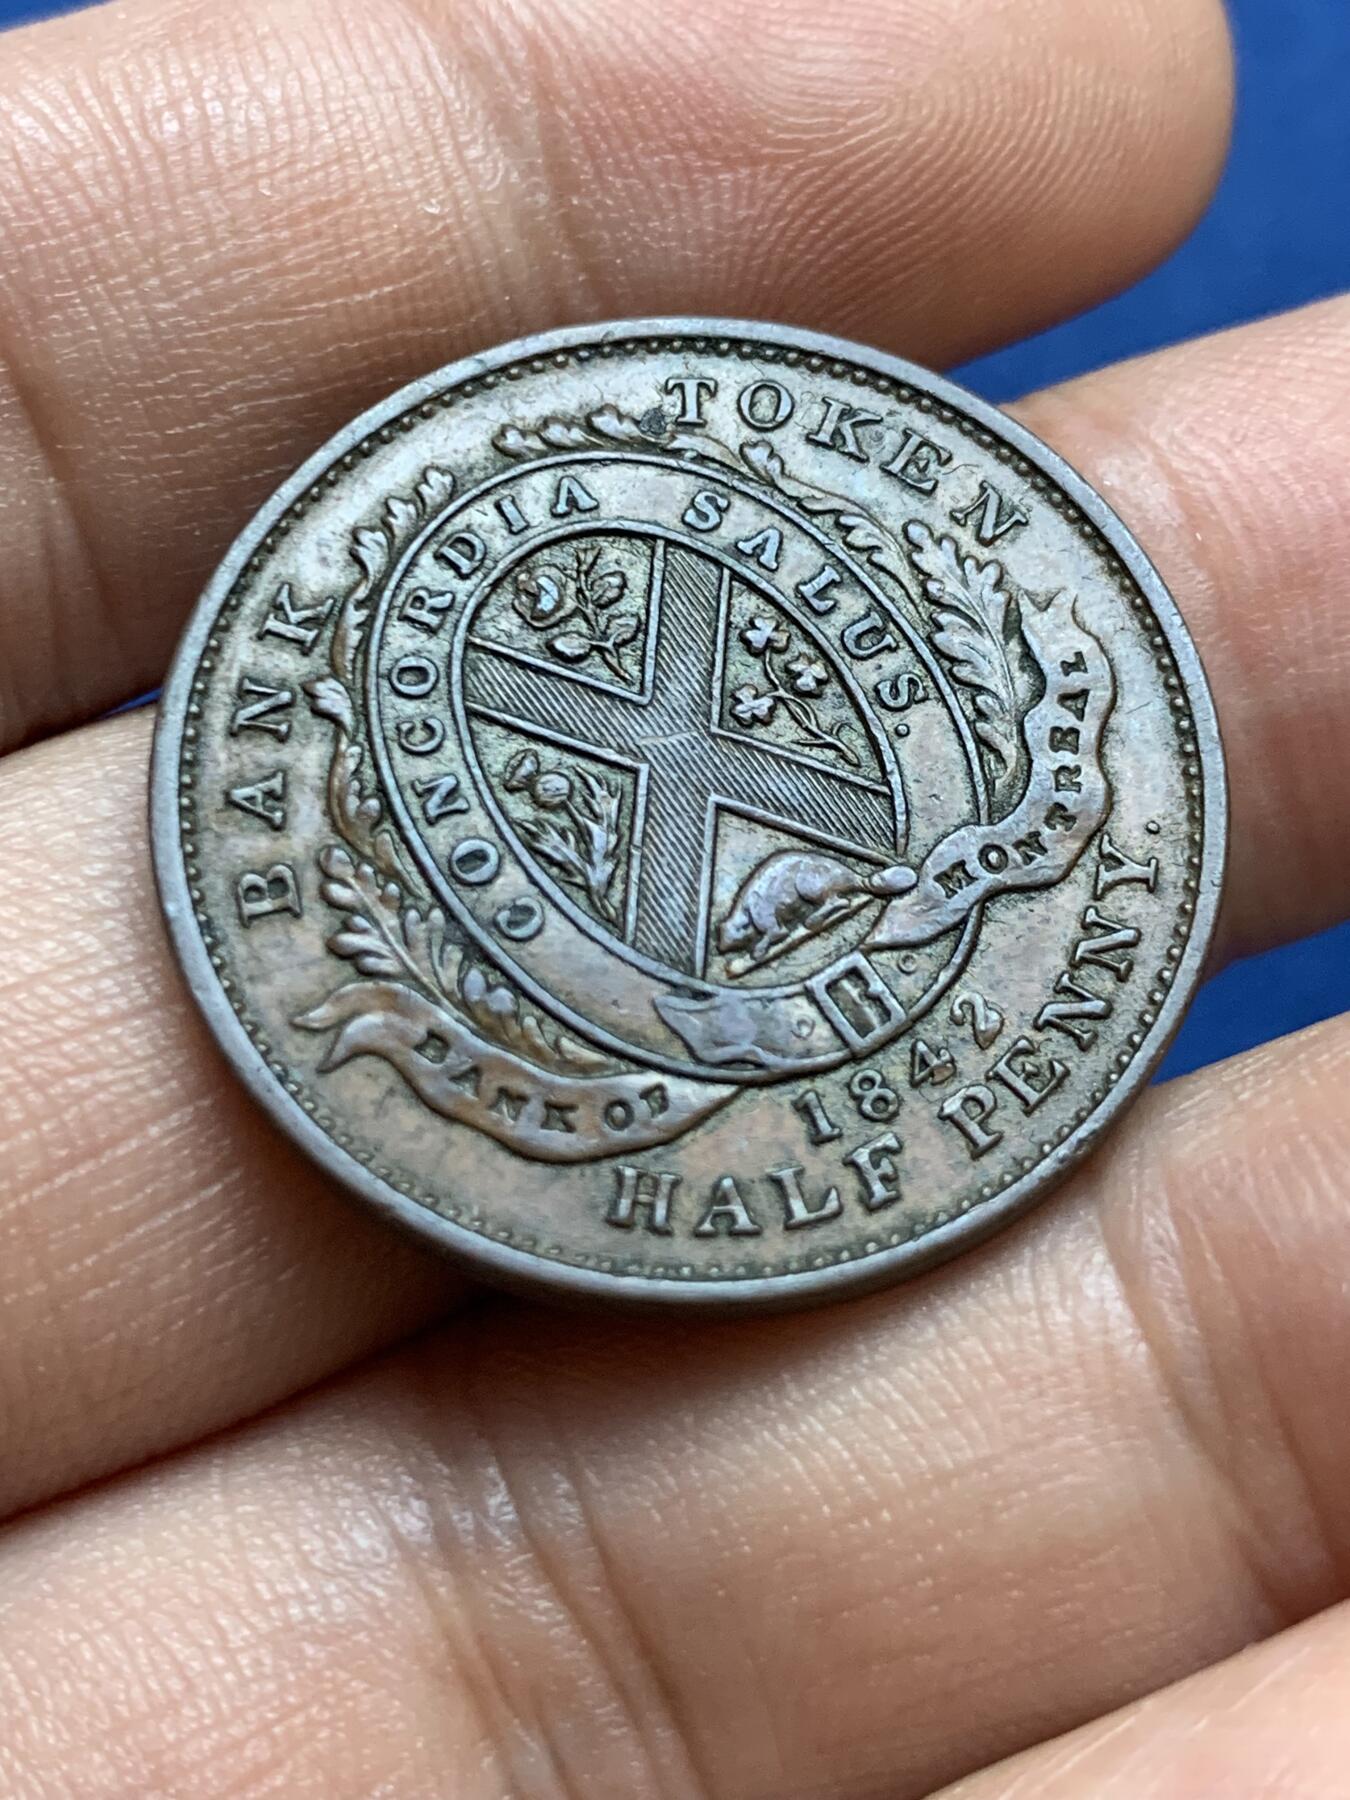 BANK TOKEN
CONCORDIA SALUS.
BANK OF
MONTREAL
1842
HALF PENNY.